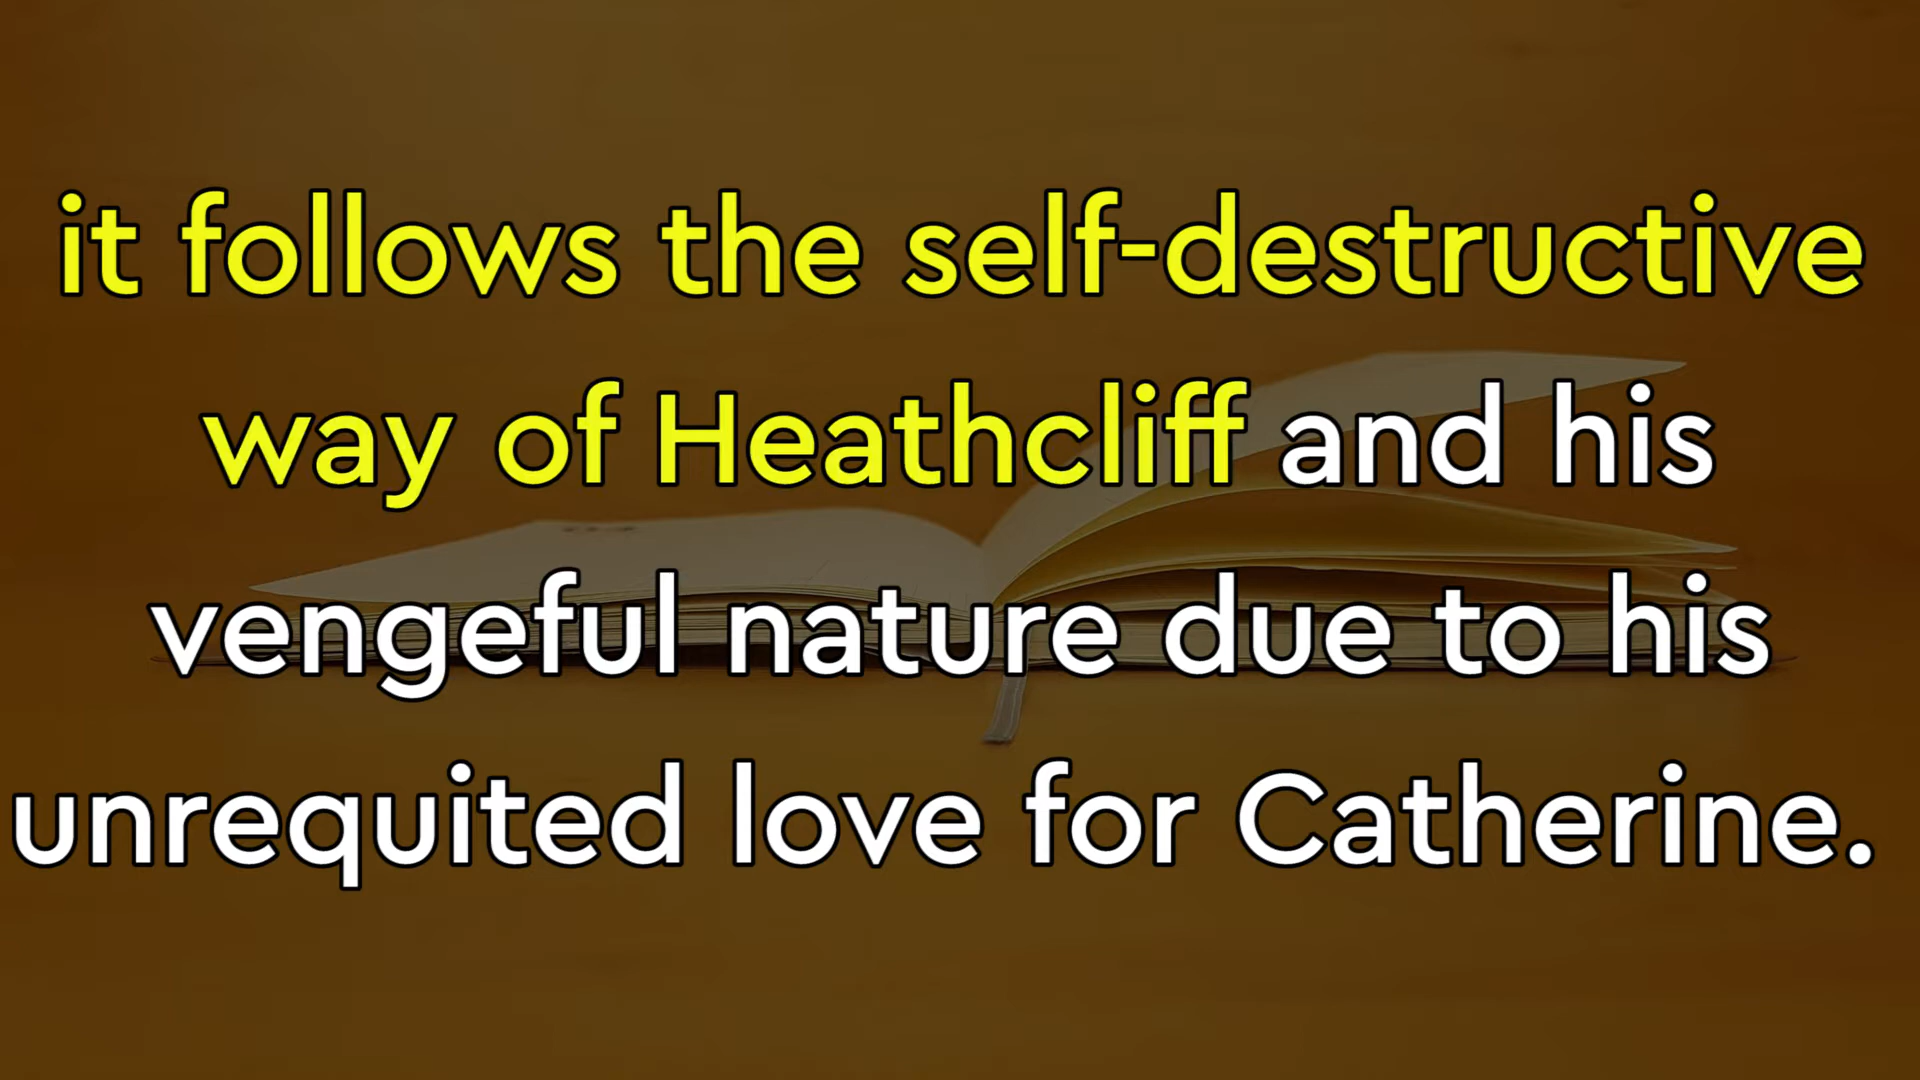 it follows the self-destructive
way of Heathcliff and his
vengeful nature due to his
unrequited love for Catherine.